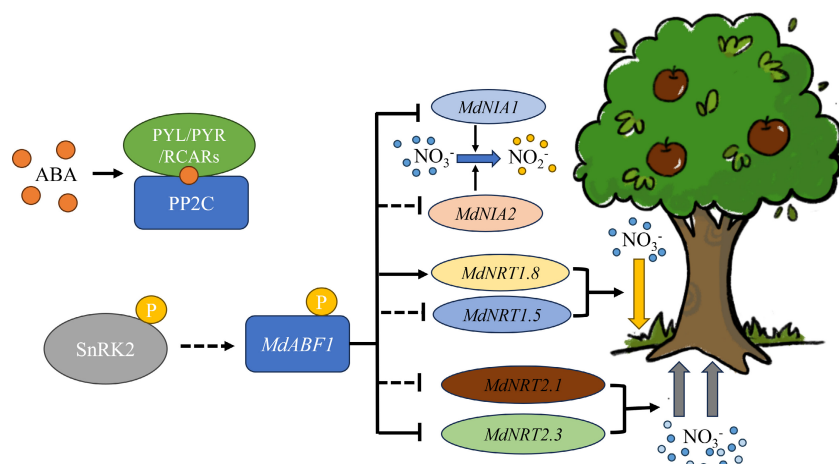 ABA
PYL/PYR
/RCARs
PP2C
SnRK2
P
MdABF1
P
MdNIA1
NO₃⁻
NO₂⁻
MdNIA2
MdNRT1.8
MdNRT1.5
NO₃⁻
MdNRT2.1
MdNRT2.3
NO₃⁻